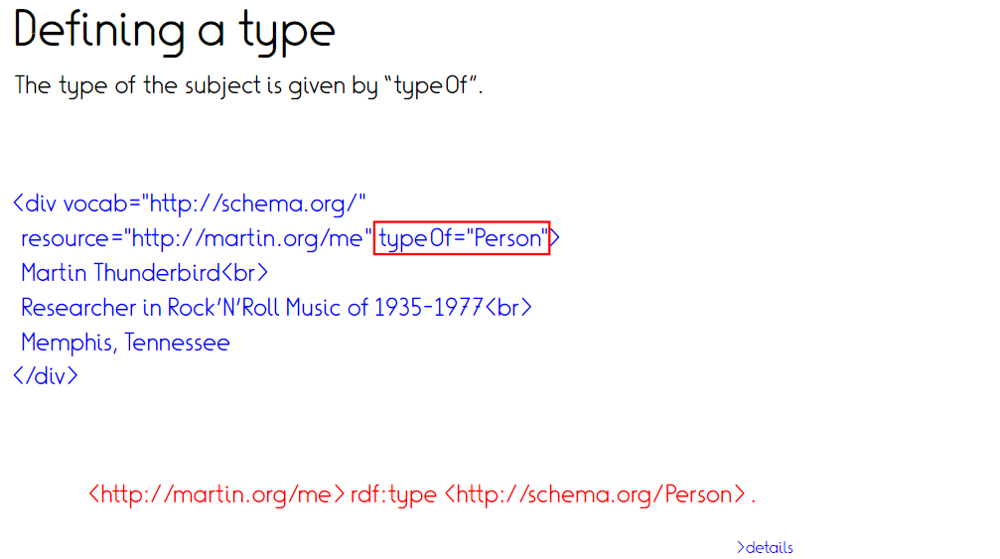 Defining a type
The type of the subject is given by “typeOf”.
<div vocab="http://schema.org/"
resource="http://martin.org/me" typeOf="Person">
Martin Thunderbird<br>
Researcher in Rock'N'Roll Music of 1935-1977<br>
Memphis, Tennessee
</div>
<http://martin.org/me> rdf:type <http://schema.org/Person> .
>details